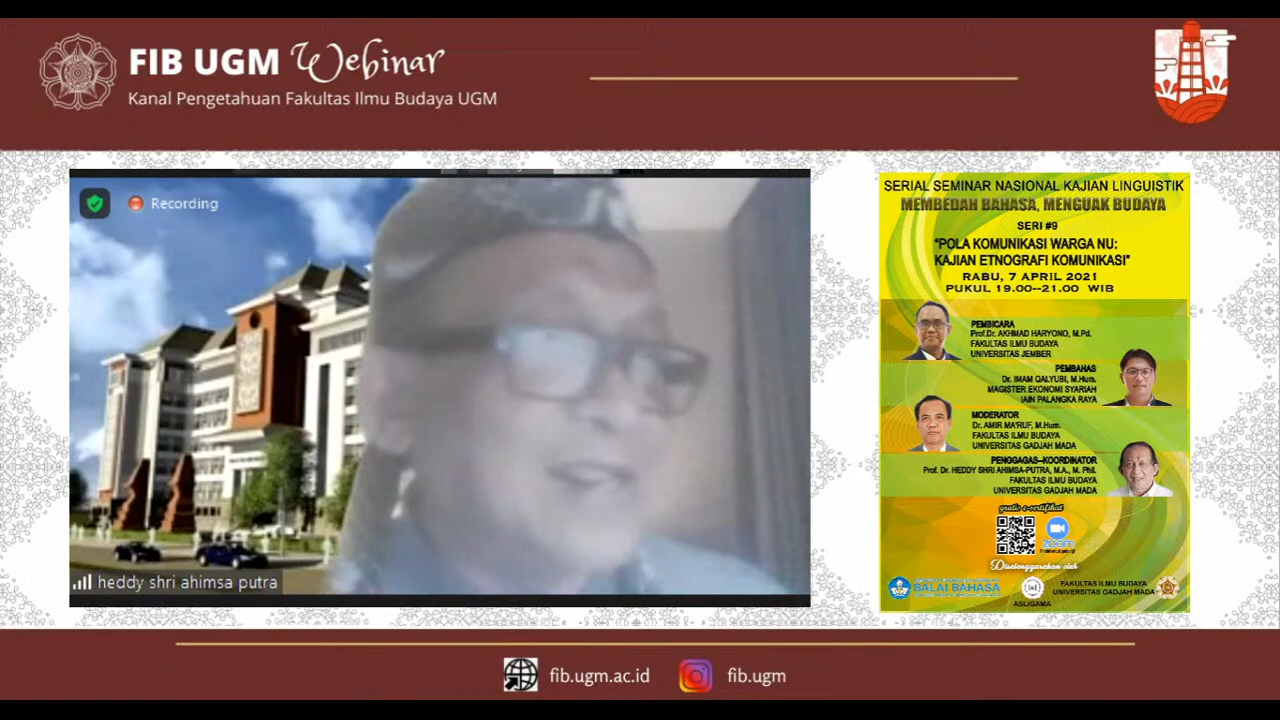 FIB UGM Webinar
Kanal Pengetahuan Fakultas Ilmu Budaya UGM
Recording
heddy shri ahimsa putra
SERIAL SEMINAR NASIONAL KAJIAN LINGUISTIK
MEMBEDAH BAHASA, MENGUAK BUDAYA
SERI #9
"POLA KOMUNIKASI WARGA NU:
KAJIAN ETNOGRAFI KOMUNIKASI"
RABU, 7 APRIL 2021
PUKUL 19.00--21.00 WIB
PEMBICARA
Prof.Dr. AKHMAD HARYONO, M.Pd.
FAKULTAS ILMU BUDAYA
UNIVERSITAS JEMBER
PEMBAHAS
Dr. IMAM QALYUBI, M.Hum.
MAGISTER EKONOMI SYARIAH
IAIN PALANGKA RAYA
MODERATOR
Dr. AMIR MA'RUF, M.Hum.
FAKULTAS ILMU BUDAYA
UNIVERSITAS GADJAH MADA
PENGGAGAS--KOORDINATOR
Prof. Dr. HEDDY SHRI AHIMSA-PUTRA, M.A., M. Phil.
FAKULTAS ILMU BUDAYA
UNIVERSITAS GADJAH MADA
gratis e-sertifikat
zoom
Diselenggarakan oleh
BALAI BAHASA
ASLIGAMA
FAKULTAS ILMU BUDAYA
UNIVERSITAS GADJAH MADA
fib.ugm.ac.id
fib.ugm